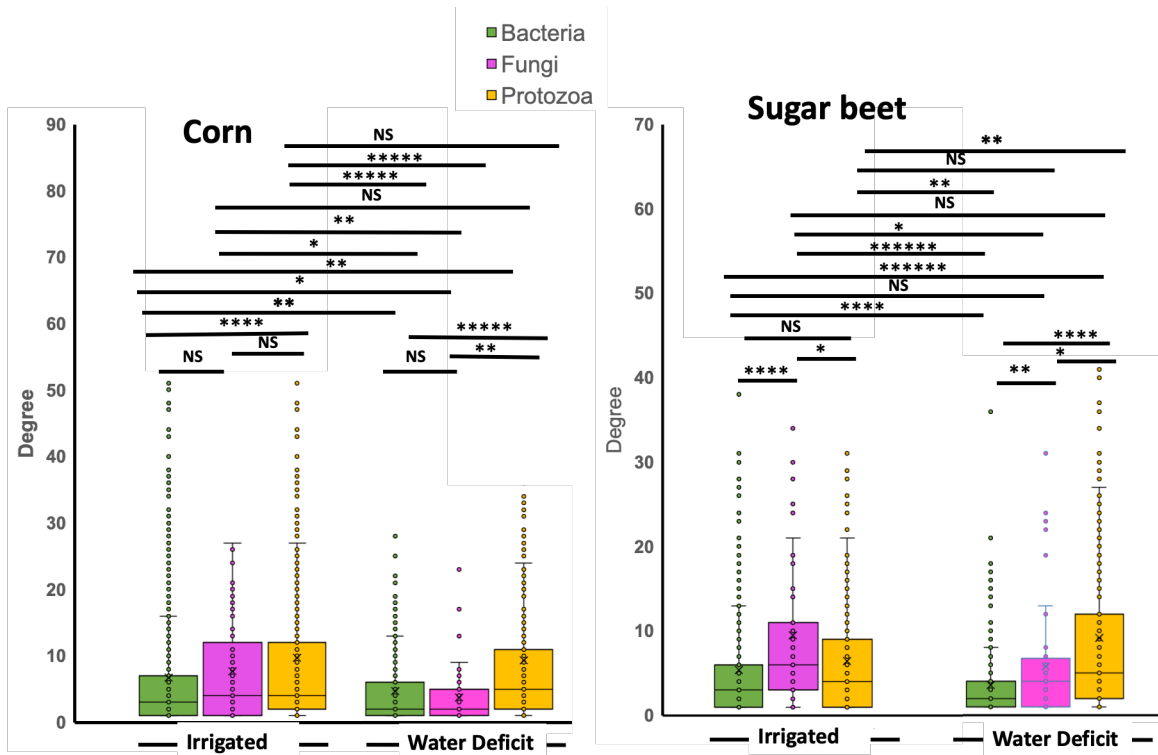 Bacteria
Fungi
Protozoa
Corn
Sugar beet
90
80
70
60
50
40
30
20
10
0
Degree
NS
*****
*****
NS
**
*
**
*
**
****
NS
NS
*****
**
NS
Irrigated
Water Deficit
70
60
50
40
30
20
10
0
Degree
**
NS
**
NS
*
******
******
NS
****
NS
*
****
****
*
**
Irrigated
Water Deficit